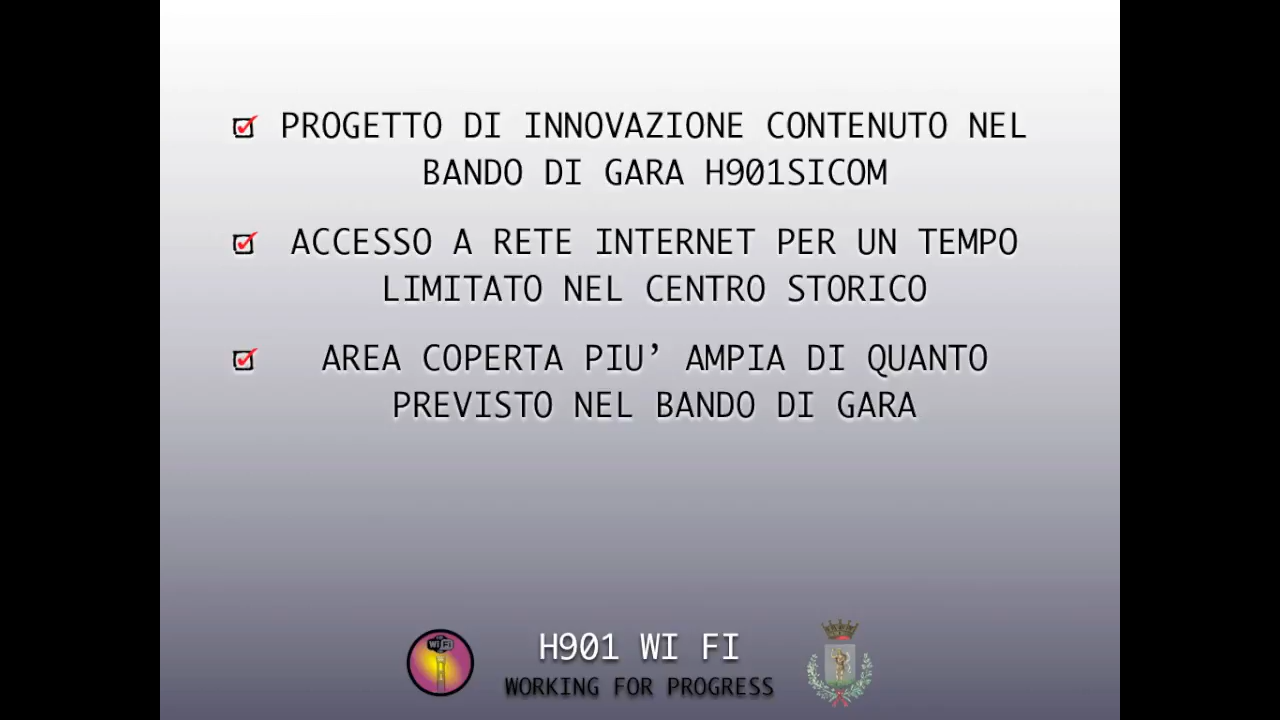 PROGETTO DI INNOVAZIONE CONTENUTO NEL
BANDO DI GARA H901SICOM
ACCESSO A RETE INTERNET PER UN TEMPO
LIMITATO NEL CENTRO STORICO
AREA COPERTA PIU’ AMPIA DI QUANTO
PREVISTO NEL BANDO DI GARA
WiFi
H901 WI FI
WORKING FOR PROGRESS